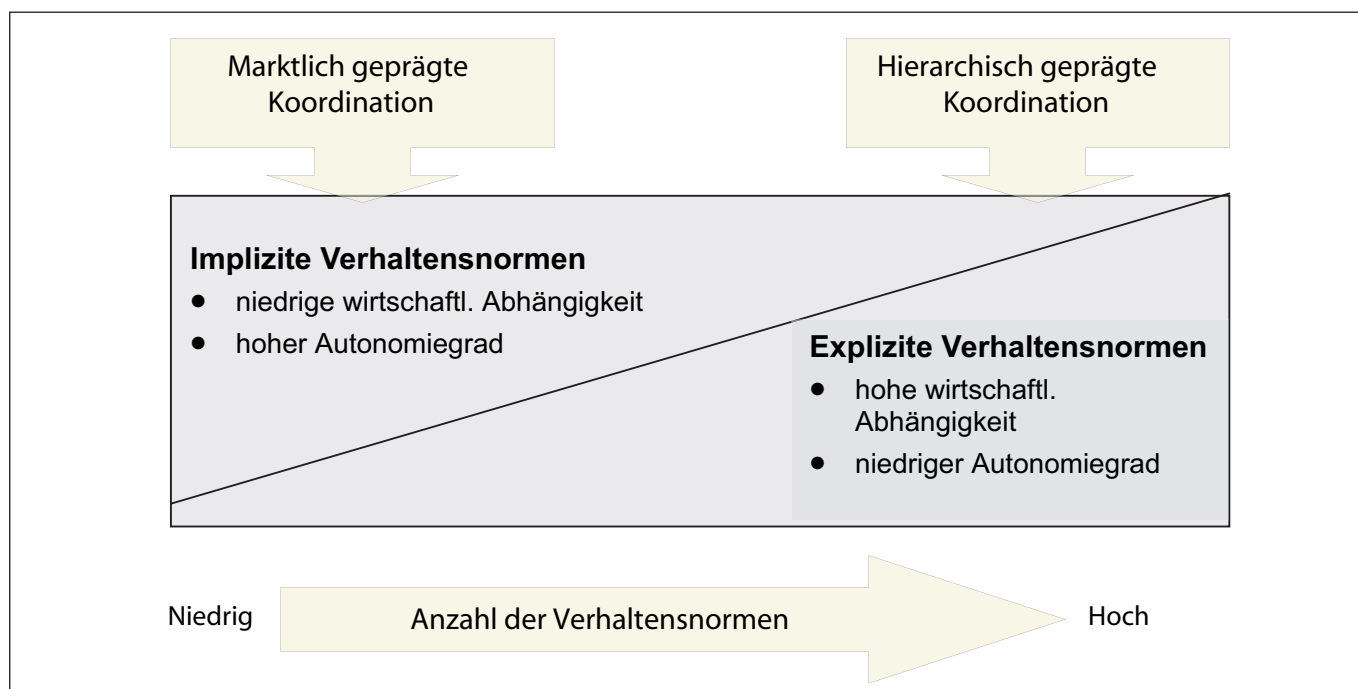 Marktlich geprägte
Koordination
Hierarchisch geprägte
Koordination
Implizite Verhaltensnormen
● niedrige wirtschaftl. Abhängigkeit
● hoher Autonomiegrad
Explizite Verhaltensnormen
● hohe wirtschaftl.
Abhängigkeit
● niedriger Autonomiegrad
Niedrig
Anzahl der Verhaltensnormen
Hoch